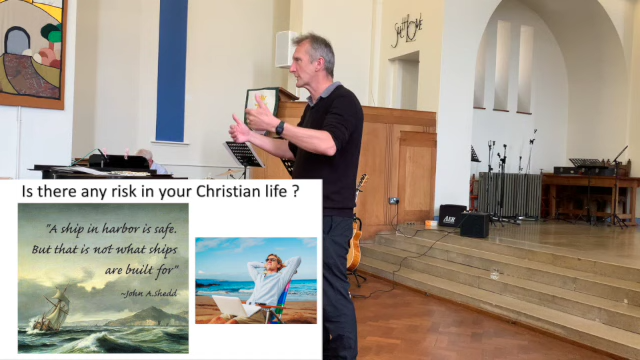 Is there any risk in your Christian life ?
"A ship in harbor is safe.
But that is not what ships
are built for"
~John A.Shedd